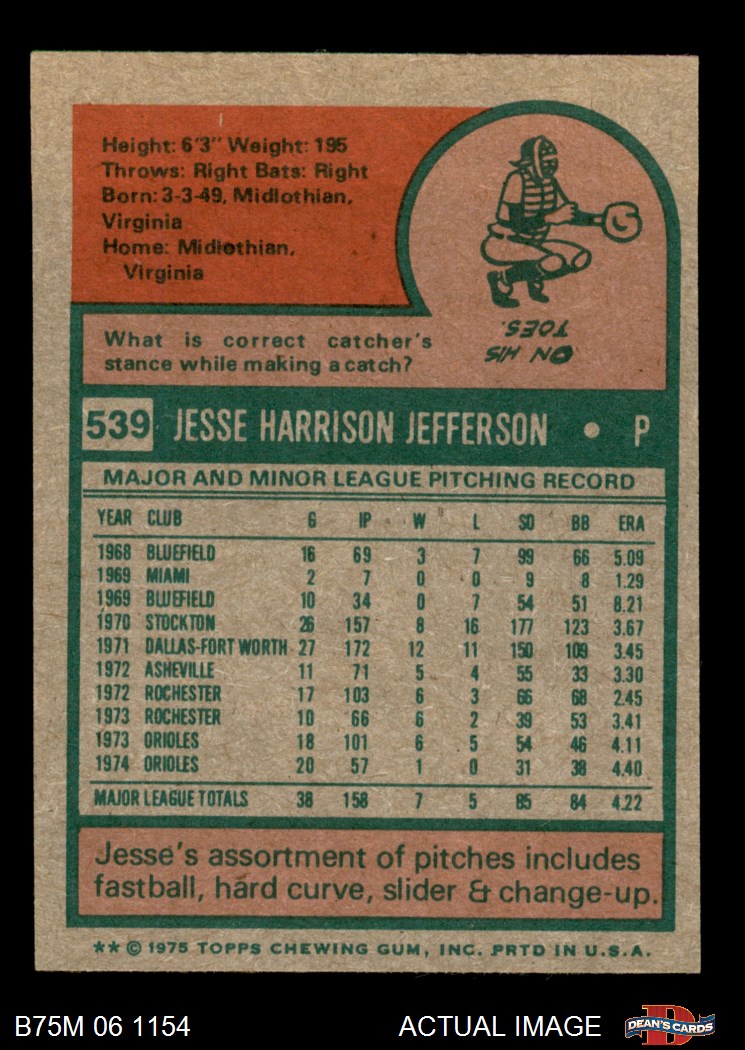 Height: 6'3" Weight: 195
Throws: Right Bats: Right
Born: 3-3-49, Midlothian,
Virginia
Home: Midlothian,
Virginia
ON HIS
TOES.
What is correct catcher's
stance while making a catch?
539 JESSE HARRISON JEFFERSON • P
MAJOR AND MINOR LEAGUE PITCHING RECORD
YEAR CLUB G IP W L SO BB ERA
1968 BLUEFIELD 16 69 3 7 99 66 5.09
1969 MIAMI 2 7 0 0 9 8 1.29
1969 BLUEFIELD 10 34 0 7 54 51 8.21
1970 STOCKTON 26 157 8 16 177 123 3.67
1971 DALLAS-FORT WORTH 27 172 12 11 150 109 3.45
1972 ASHEVILLE 11 71 5 4 55 33 3.30
1972 ROCHESTER 17 103 6 3 66 68 2.45
1973 ROCHESTER 10 66 6 2 39 53 3.41
1973 ORIOLES 18 101 6 5 54 46 4.11
1974 ORIOLES 20 57 1 0 31 38 4.40
MAJOR LEAGUE TOTALS 38 158 7 5 85 84 4.22
Jesse's assortment of pitches includes
fastball, hard curve, slider & change-up.
** © 1975 TOPPS CHEWING GUM, INC. PRTD IN U.S.A.
B75M 06 1154 ACTUAL IMAGE D DEAN'S CARDS